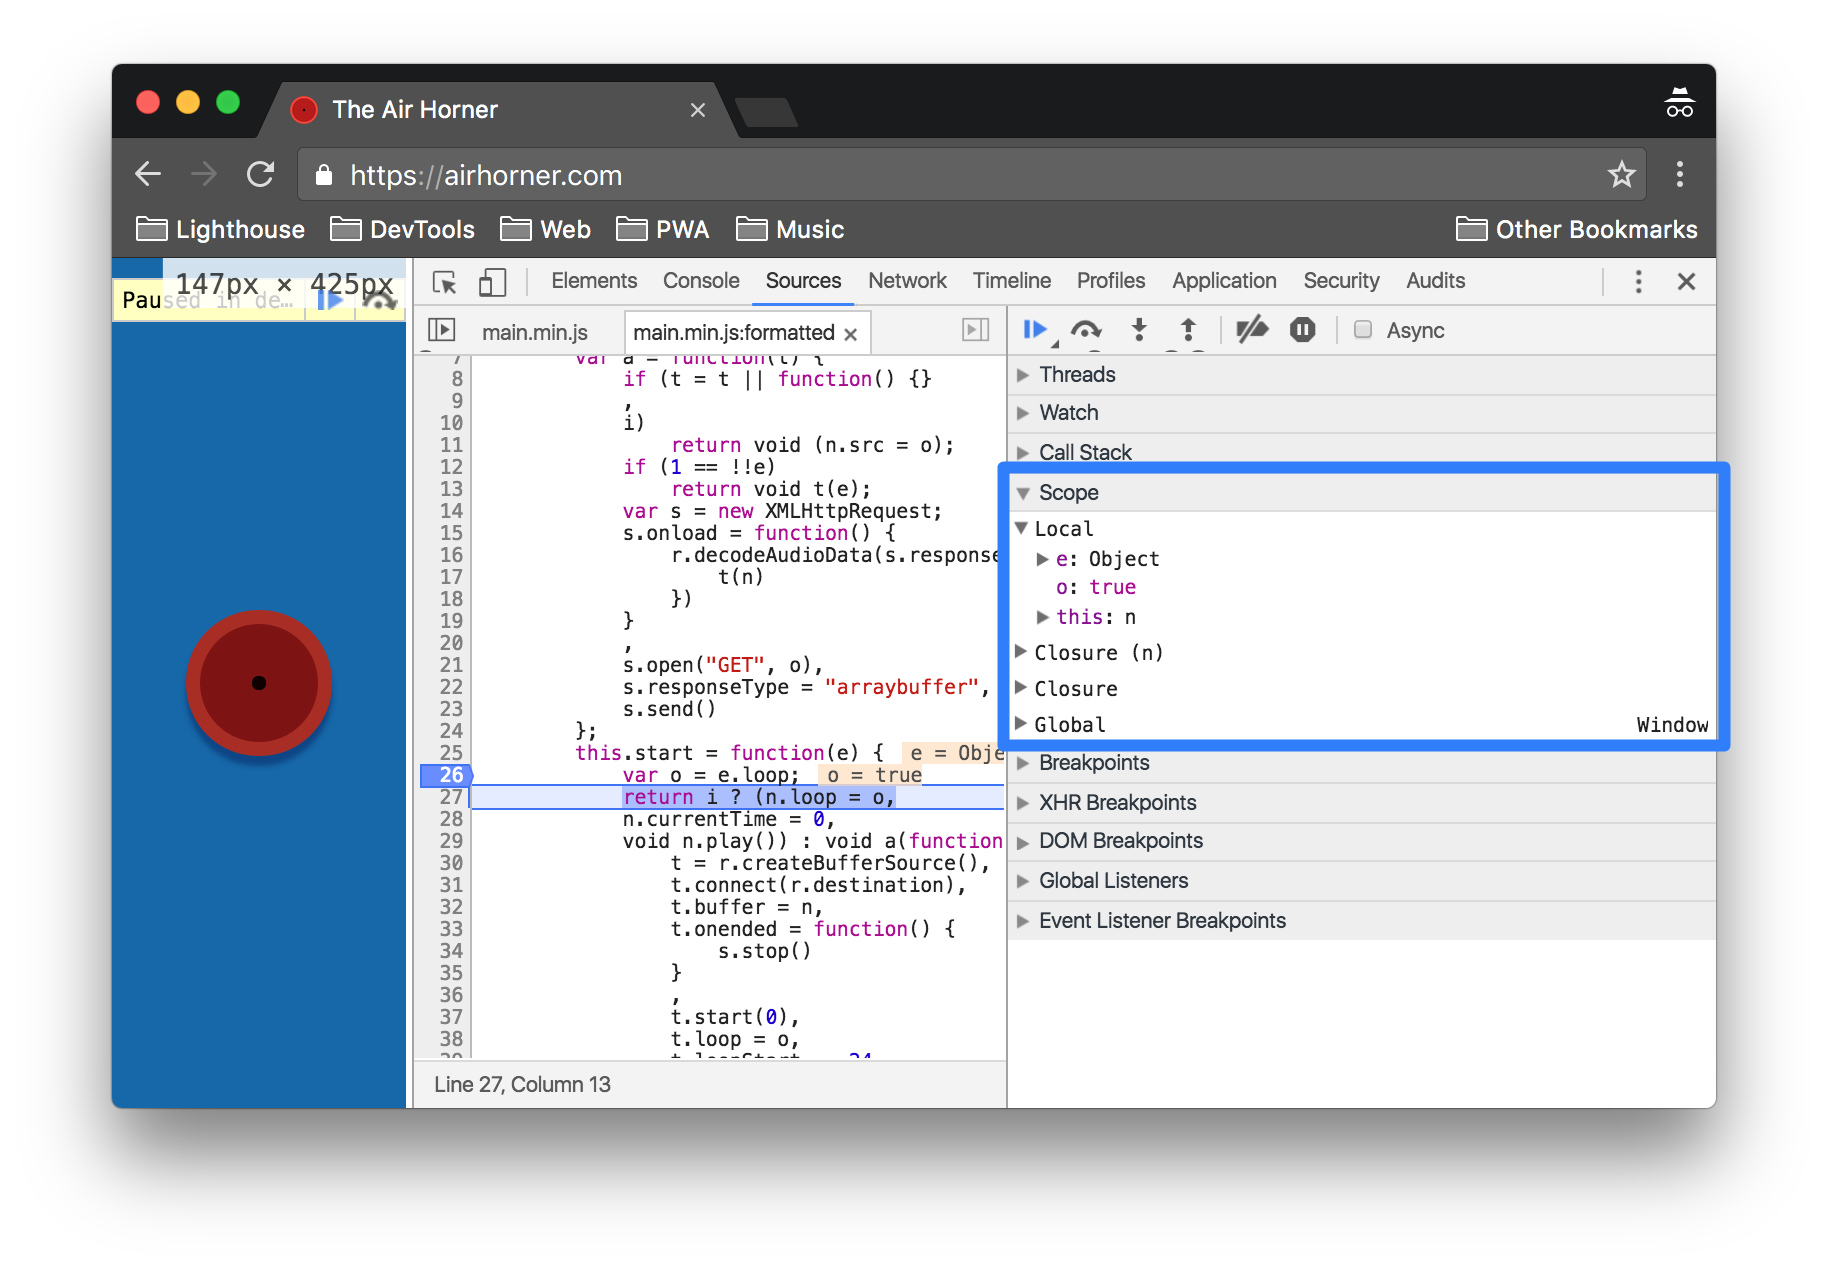 The Air Horner
https://airhorner.com
Lighthouse DevTools Web PWA Music Other Bookmarks
147px × 425px
Paused in de…
Elements Console Sources Network Timeline Profiles Application Security Audits
main.min.js main.min.js:formatted
Async
7 var a = function(t) {
8 if (t = t || function() {}
9 ,
10 i)
11 return void (n.src = o);
12 if (1 == !!e)
13 return void t(e);
14 var s = new XMLHttpRequest;
15 s.onload = function() {
16 r.decodeAudioData(s.response
17 t(n)
18 })
19 }
20 ,
21 s.open("GET", o),
22 s.responseType = "arraybuffer",
23 s.send()
24 };
25 this.start = function(e) { e = Obje
26 var o = e.loop; o = true
27 return i ? (n.loop = o,
28 n.currentTime = 0,
29 void n.play()) : void a(function
30 t = r.createBufferSource(),
31 t.connect(r.destination),
32 t.buffer = n,
33 t.onended = function() {
34 s.stop()
35 }
36 ,
37 t.start(0),
38 t.loop = o,
Line 27, Column 13
Threads
Watch
Call Stack
Scope
Local
e: Object
o: true
this: n
Closure (n)
Closure
Global Window
Breakpoints
XHR Breakpoints
DOM Breakpoints
Global Listeners
Event Listener Breakpoints